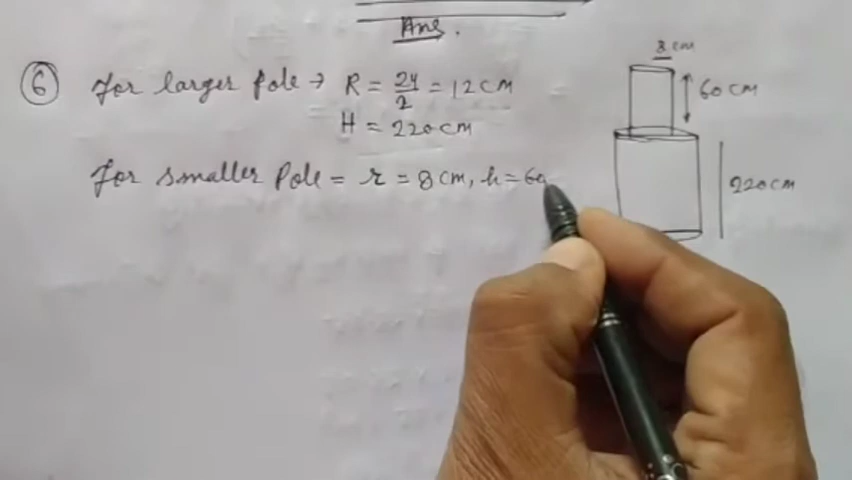 Ans.
8 cm
⑥ For larger Pole → R = 24/2 = 12 cm
60 cm
H = 220 cm
For smaller Pole = r = 8 cm, h = 60
220 cm